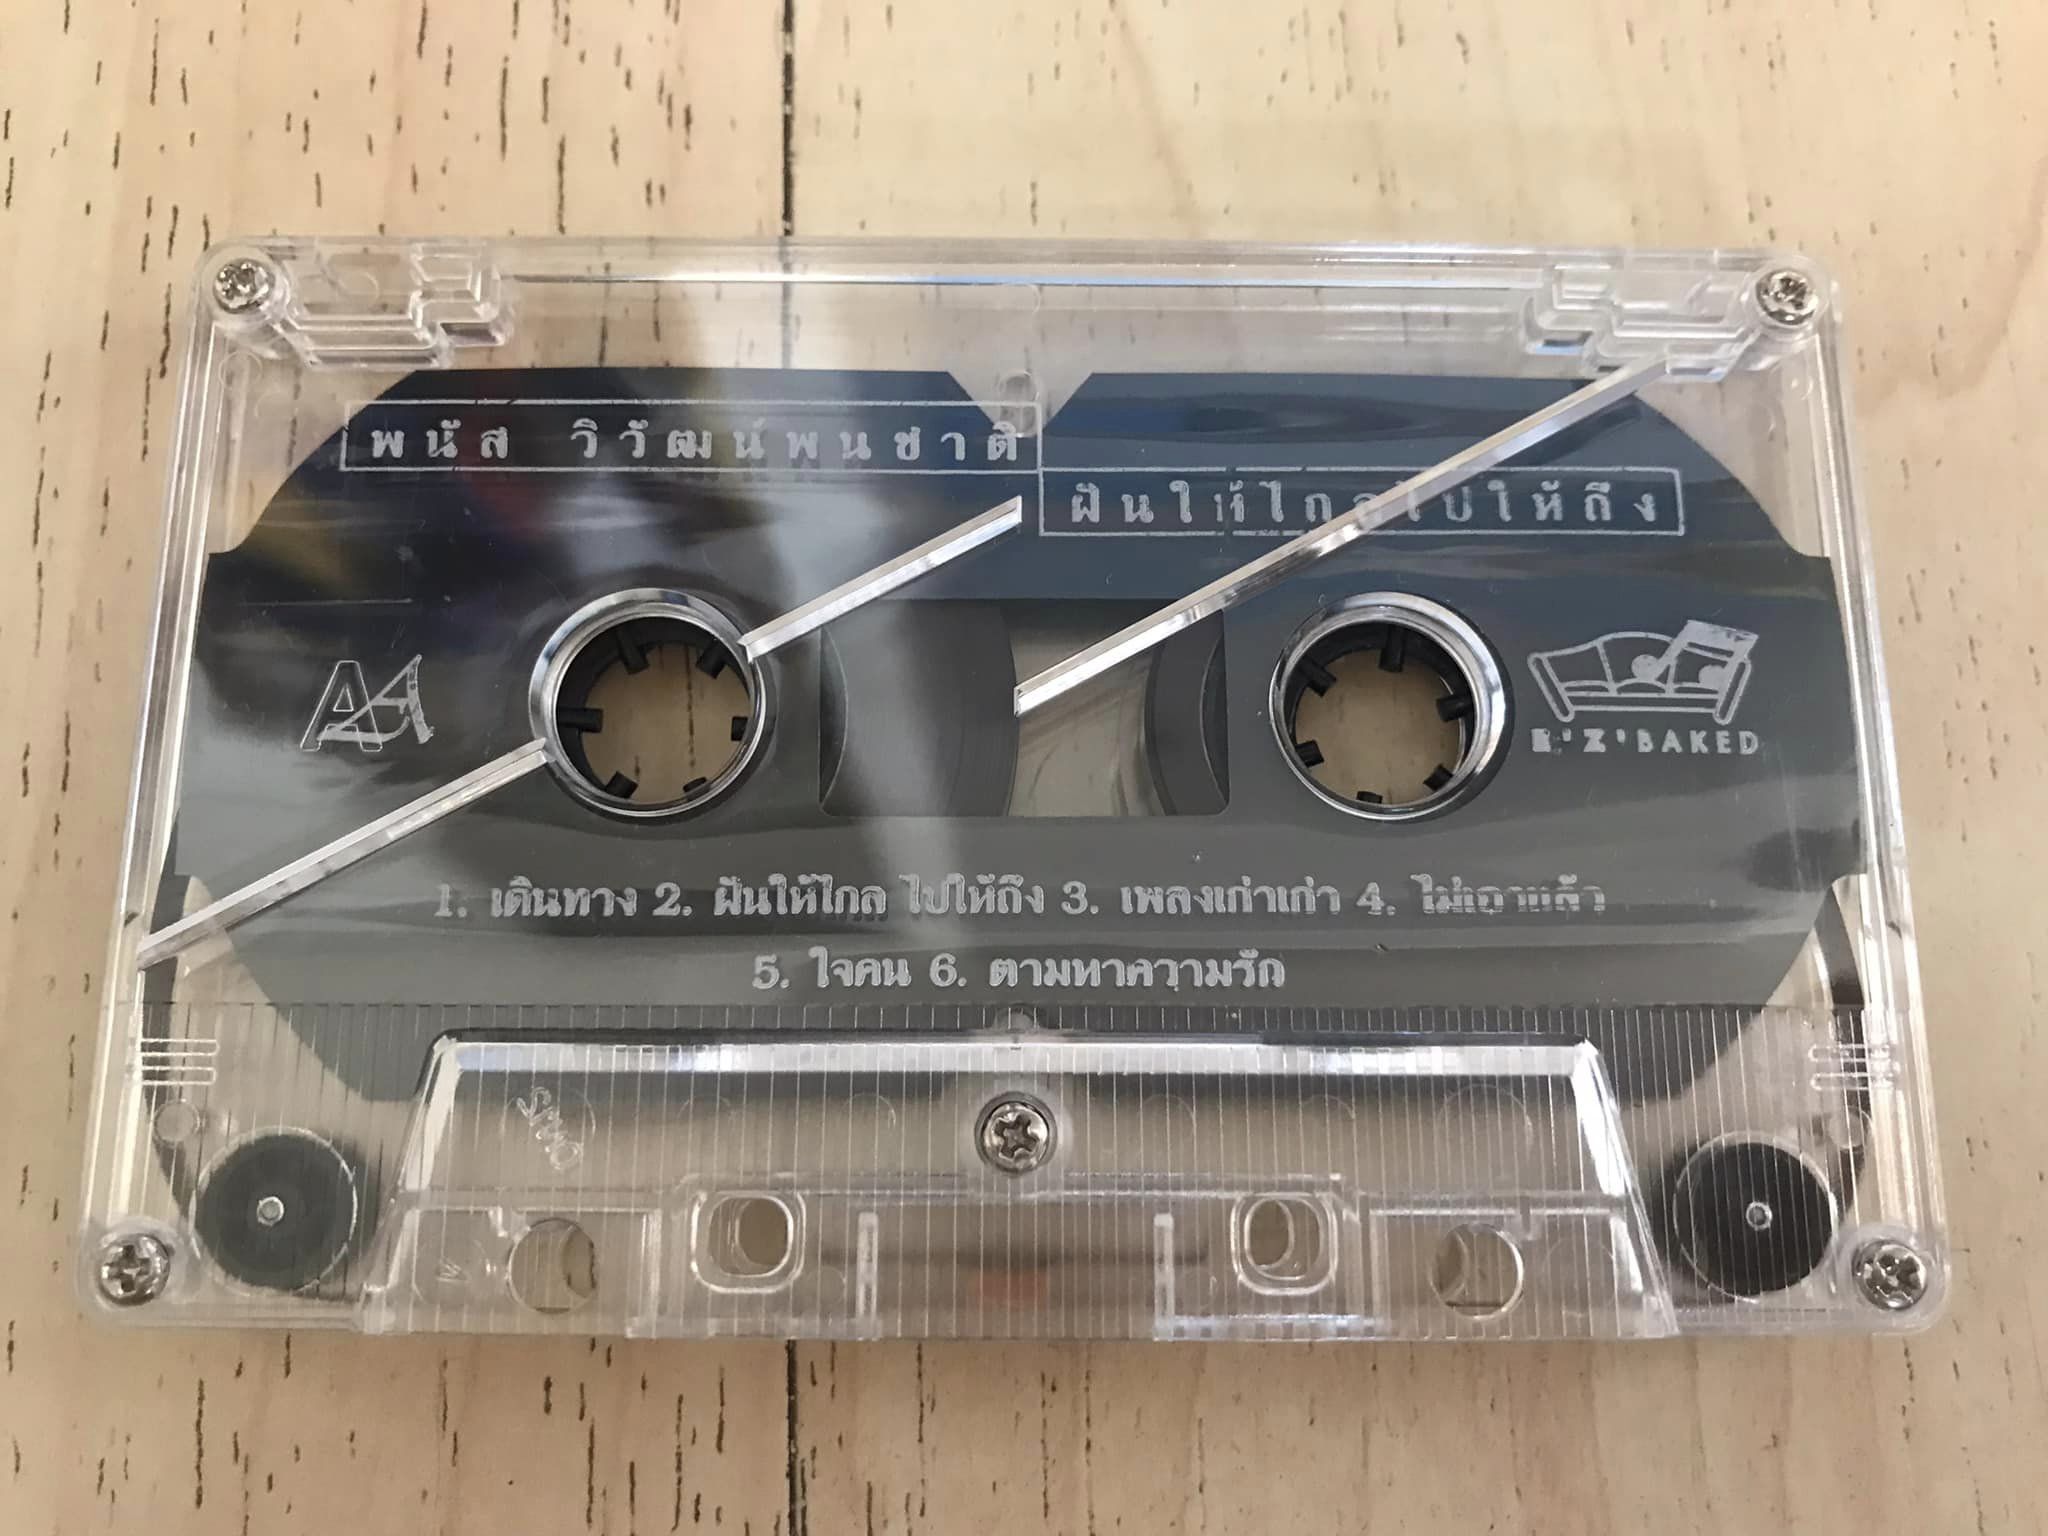 พนัส วิวัฒน์พนชาติ
ฝันให้ไกลไปให้ถึง
A
BAKED
1. เดินทาง 2. ฝันให้ไกล ไปให้ถึง 3. เพลงเก่าเก่า 4. ไม่เอาแล้ว
5. ใจคน 6. ตามหาความรัก